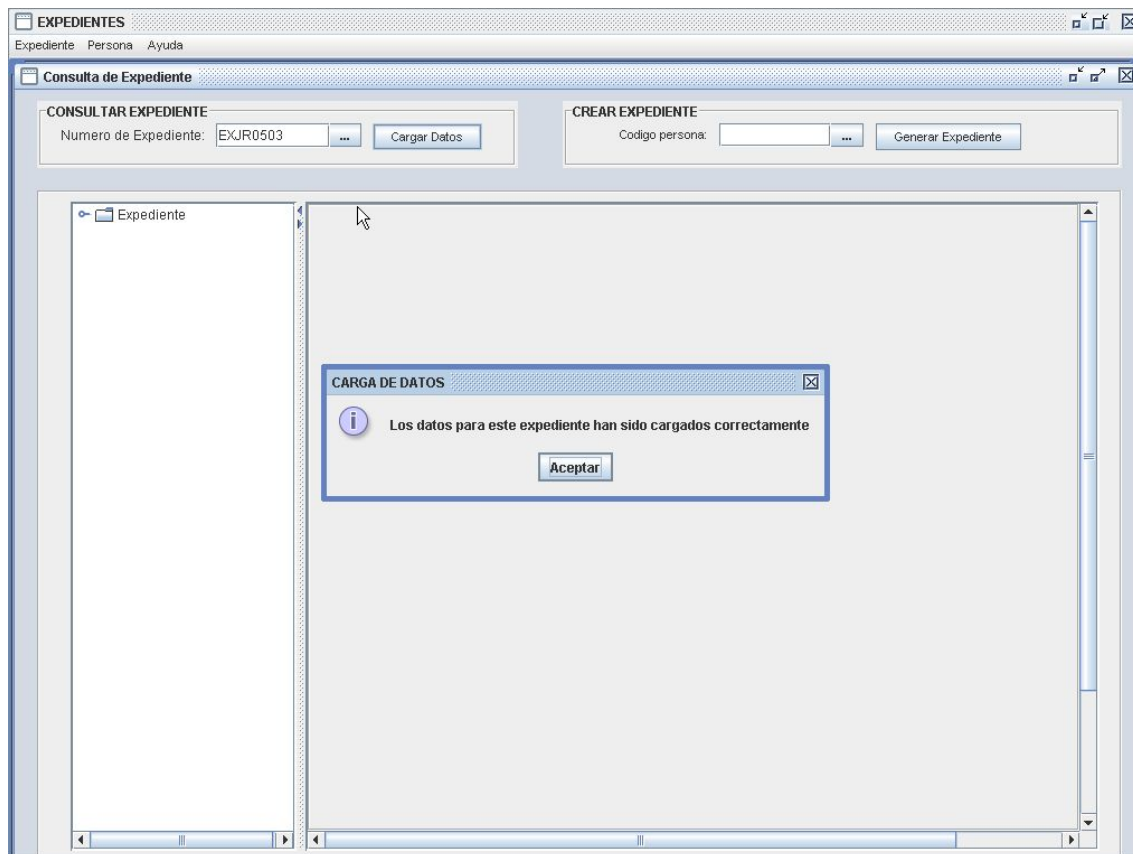 EXPEDIENTES
Expediente Persona Ayuda
Consulta de Expediente
CONSULTAR EXPEDIENTE
Numero de Expediente: EXJR0503 ... Cargar Datos
CREAR EXPEDIENTE
Codigo persona: ... Generar Expediente
Expediente
CARGA DE DATOS
i Los datos para este expediente han sido cargados correctamente
Aceptar